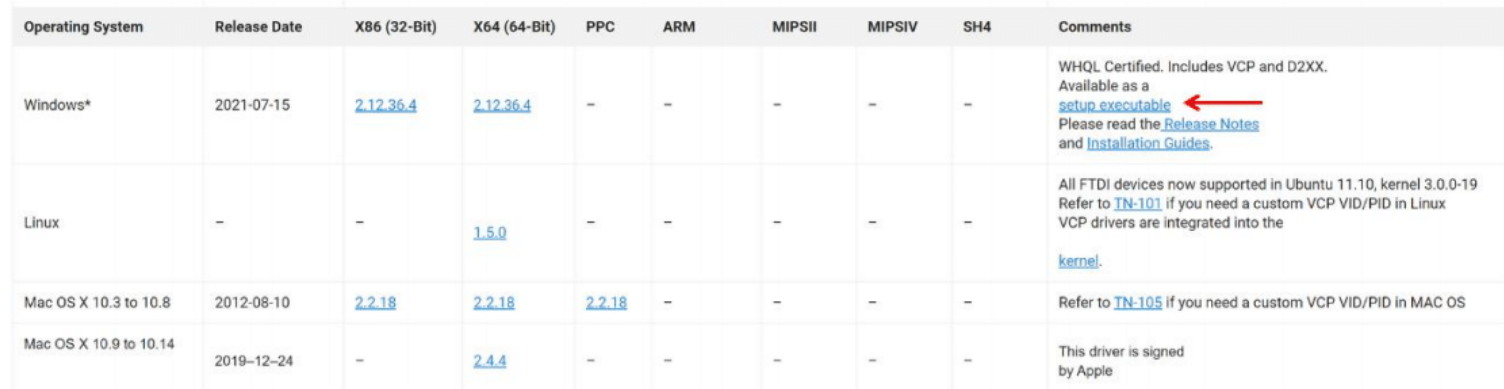 Operating System Release Date X86 (32-Bit) X64 (64-Bit) PPC ARM MIPSII MIPSIV SH4 Comments
WHQL Certified. Includes VCP and D2XX.
Available as a
Windows* 2021-07-15 2.12.36.4 2.12.36.4 – – – – – setup executable
Please read the Release Notes
and Installation Guides.
All FTDI devices now supported in Ubuntu 11.10, kernel 3.0.0-19
Refer to TN-101 if you need a custom VCP VID/PID in Linux
Linux – – 1.5.0 – – – – – VCP drivers are integrated into the
kernel.
Mac OS X 10.3 to 10.8 2012-08-10 2.2.18 2.2.18 2.2.18 – – – – Refer to TN-105 if you need a custom VCP VID/PID in MAC OS
Mac OS X 10.9 to 10.14 2019–12–24 – 2.4.4 – – – – – This driver is signed
by Apple